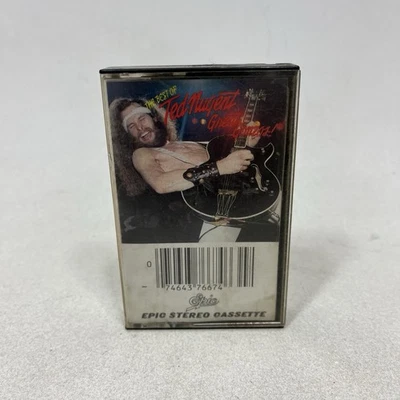 THE BEST OF
Ted Nugent
Great
Gonzos!
0
74643 76674
Epic
EPIC STEREO CASSETTE